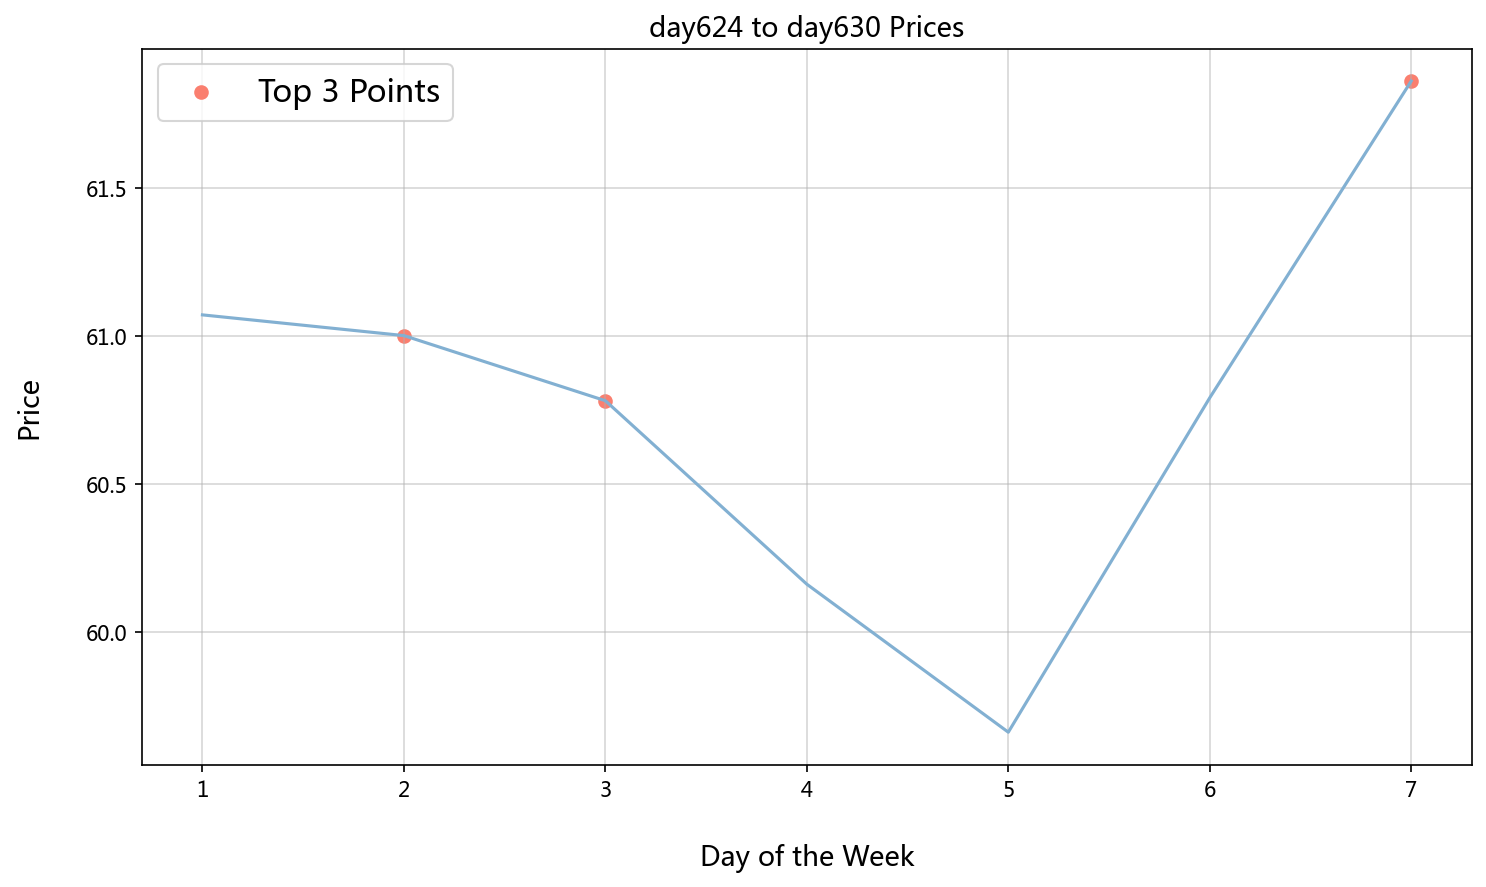 day624 to day630 Prices
Top 3 Points
61.5
61.0
60.5
60.0
Price
1 2 3 4 5 6 7
Day of the Week